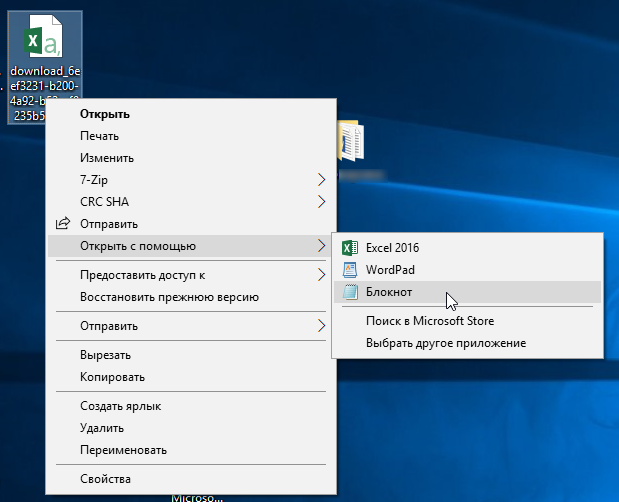 download_6e
ef3231-b200-
4a92-b
235b5
Открыть
Печать
Изменить
7-Zip
CRC SHA
Отправить
Открыть с помощью
Предоставить доступ к
Восстановить прежнюю версию
Отправить
Вырезать
Копировать
Создать ярлык
Удалить
Переименовать
Свойства
Excel 2016
WordPad
Блокнот
Поиск в Microsoft Store
Выбрать другое приложение
Microso...